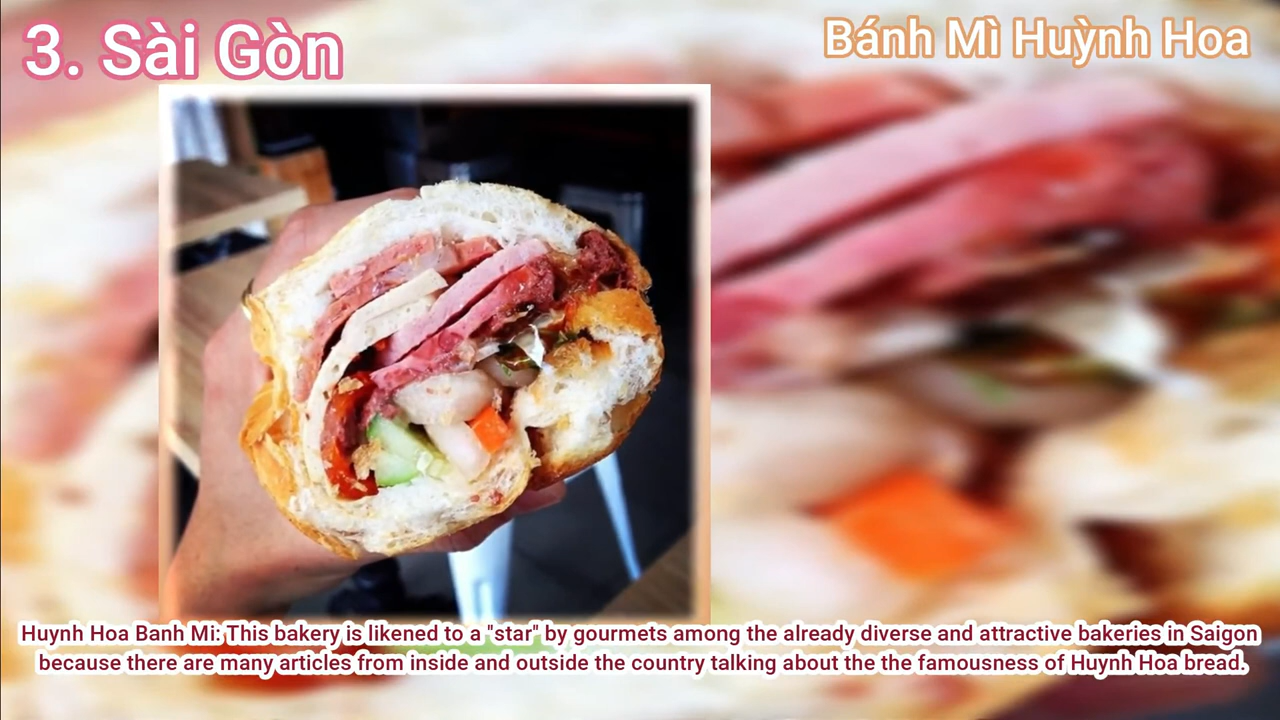 3. Sài Gòn
Bánh Mì Huỳnh Hoa
Huynh Hoa Banh Mi: This bakery is likened to a "star" by gourmets among the already diverse and attractive bakeries in Saigon
because there are many articles from inside and outside the country talking about the the famousness of Huynh Hoa bread.